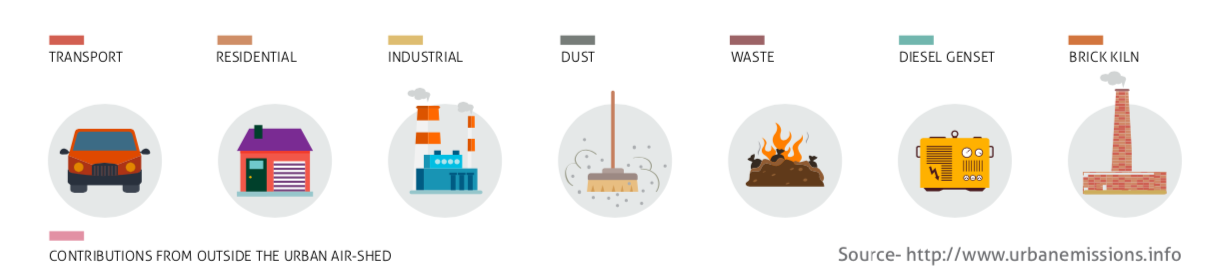 TRANSPORT
RESIDENTIAL
INDUSTRIAL
DUST
WASTE
DIESEL GENSET
BRICK KILN
CONTRIBUTIONS FROM OUTSIDE THE URBAN AIR-SHED
Source- http://www.urbanemissions.info